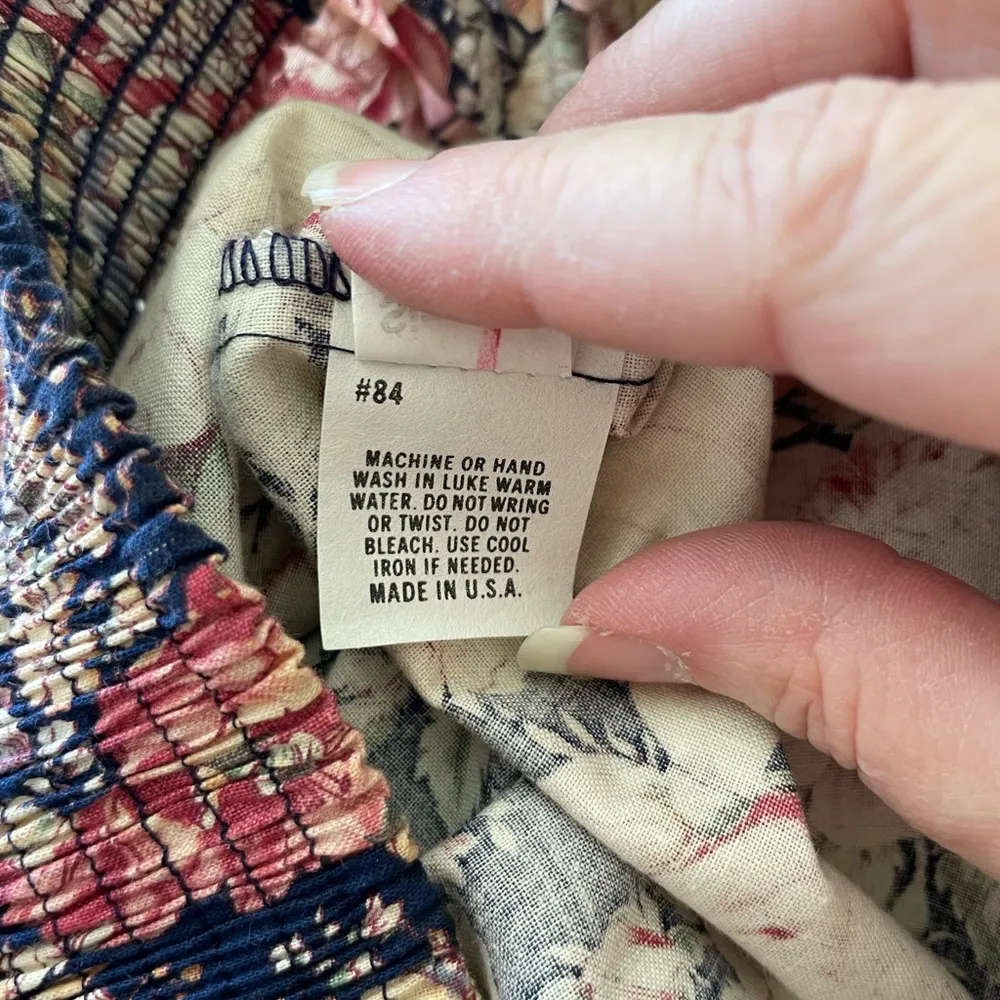 #84
MACHINE OR HAND
WASH IN LUKE WARM
WATER. DO NOT WRING
OR TWIST. DO NOT
BLEACH. USE COOL
IRON IF NEEDED.
MADE IN U.S.A.